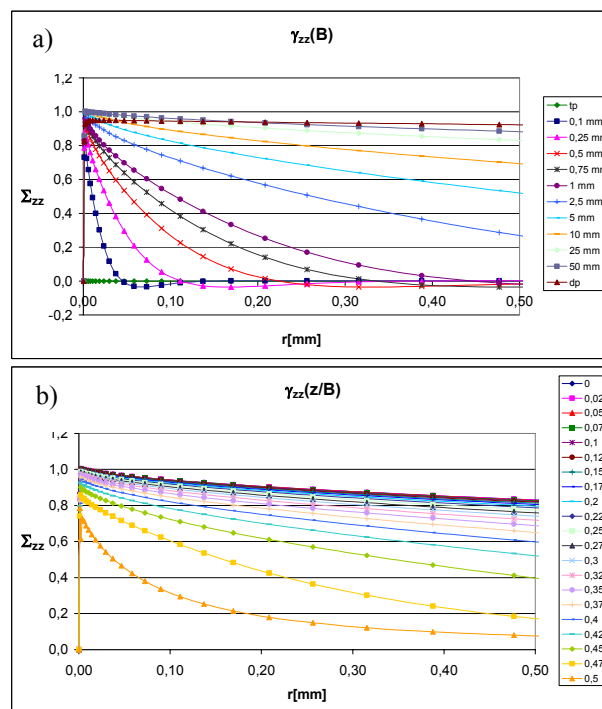 a)
γzz(B)
1,2
1,0
0,8
0,6
0,4
0,2
0,0
-0,2
Σzz
0,00
0,10
0,20
0,30
0,40
0,50
r[mm]
tp
0,1 mm
0,25 mm
0,5 mm
0,75 mm
1 mm
2,5 mm
5 mm
10 mm
25 mm
50 mm
dp
b)
γzz(z/B)
1,2
1,0
0,8
0,6
0,4
0,2
0,0
Σzz
0,00
0,10
0,20
0,30
0,40
0,50
r[mm]
0
0,02
0,05
0,07
0,1
0,12
0,15
0,17
0,2
0,22
0,25
0,27
0,3
0,32
0,35
0,37
0,4
0,42
0,45
0,47
0,5